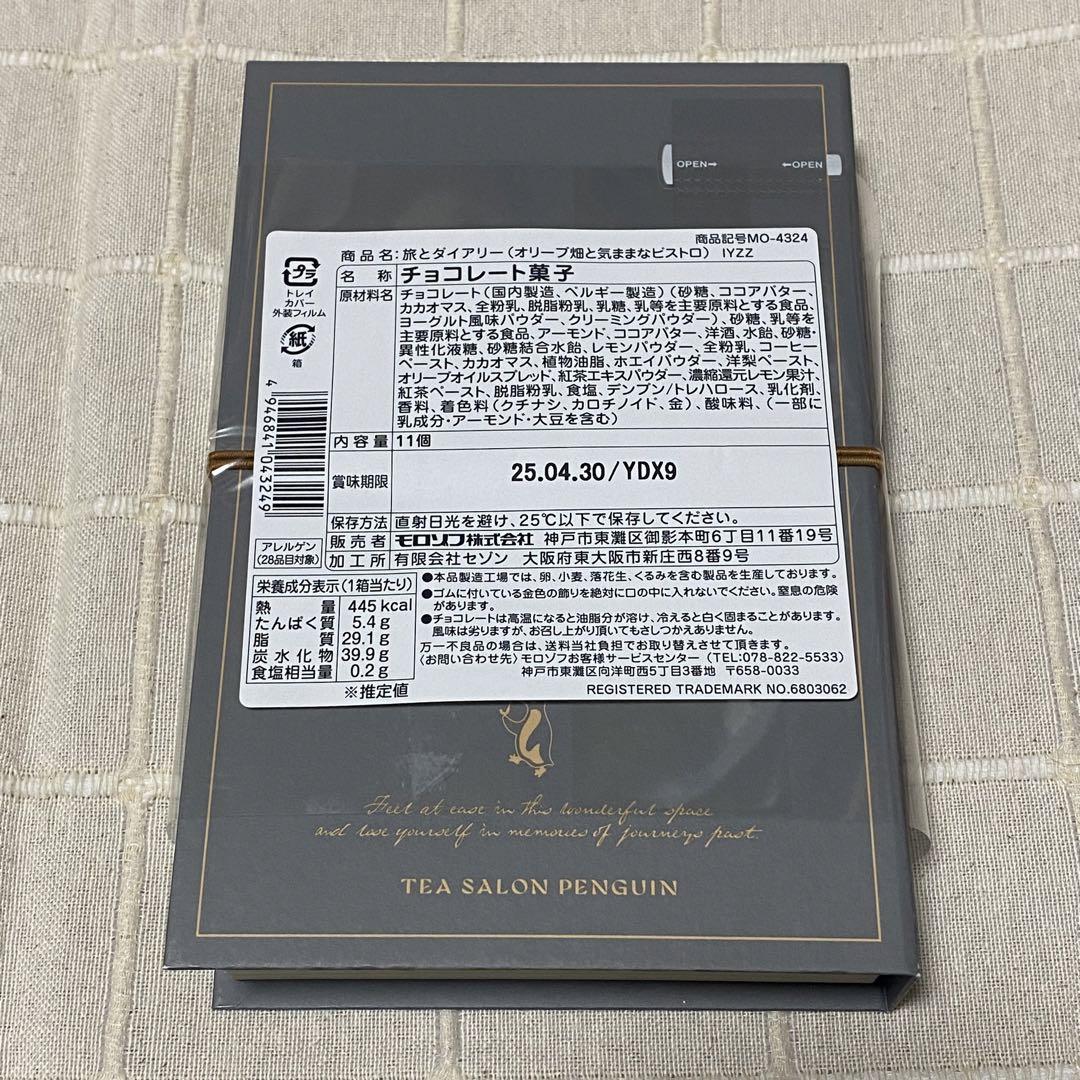 OPEN→
←OPEN
商品記号MO-4324
商品名：旅とダイアリー（オリーブ畑と気ままなビストロ） IYZZ
プラ
トレイ
カバー
外装フィルム
紙
箱
名称 チョコレート菓子
原材料名 チョコレート（国内製造、ベルギー製造）（砂糖、ココアバター、
カカオマス、全粉乳、脱脂粉乳、乳糖、乳等を主要原料とする食品、
ヨーグルト風味パウダー、クリーミングパウダー）、砂糖、乳等を
主要原料とする食品、アーモンド、ココアバター、洋酒、水飴、砂糖・
異性化液糖、砂糖結合水飴、レモンパウダー、全粉乳、コーヒー
ペースト、カカオマス、植物油脂、ホエイパウダー、洋梨ペースト、
オリーブオイルスプレッド、紅茶エキスパウダー、濃縮還元レモン果汁、
紅茶ペースト、脱脂粉乳、食塩、デンプン/トレハロース、乳化剤、
香料、着色料（クチナシ、カロチノイド、金）、酸味料、（一部に
乳成分・アーモンド・大豆を含む）
内容量 11個
賞味期限 25.04.30/YDX9
保存方法 直射日光を避け、25℃以下で保存してください。
販売者 モロゾフ株式会社 神戸市東灘区御影本町6丁目11番19号
加工所 有限会社セゾン 大阪府東大阪市新庄西8番9号
4 946841 043249
アレルゲン
（28品目対象）
栄養成分表示（1箱当たり）
熱量 445kcal
たんぱく質 5.4g
脂質 29.1g
炭水化物 39.9g
食塩相当量 0.2g
※推定値
●本品製造工場では、卵、小麦、落花生、くるみを含む製品を生産しております。
●ゴムに付いている金色の飾りを絶対に口の中に入れないでください。窒息の危険
があります。
●チョコレートは高温になると油脂分が溶け、冷えると白く固まることがあります。
風味は劣りますが、お召し上がり頂いてもさしつかえありません。
万一不良品の場合は、送料当社負担でお取り替えさせて頂きます。
〈お問い合わせ先〉モロゾフお客様サービスセンター（TEL:078-822-5533）
神戸市東灘区向洋町西5丁目3番地 〒658-0033
REGISTERED TRADEMARK NO.6803062
Feel at ease in this wonderful space
and lose yourself in memories of journeys past.
TEA SALON PENGUIN